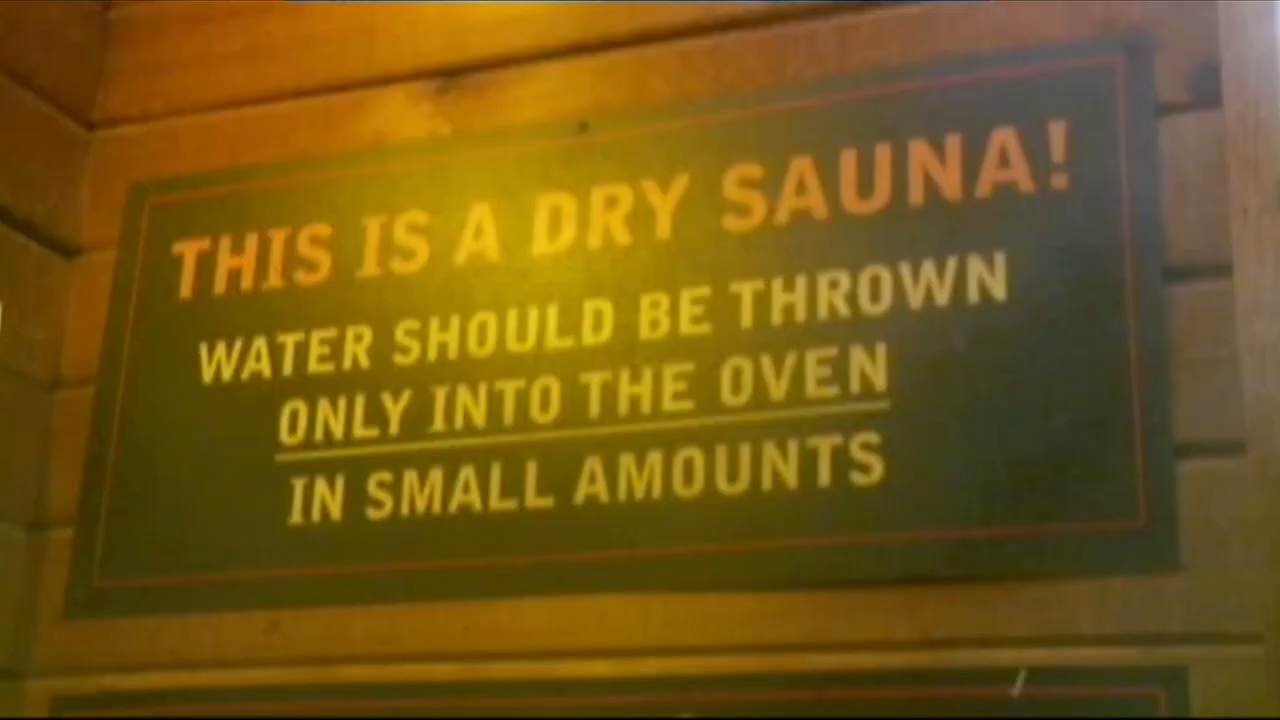 THIS IS A DRY SAUNA!
WATER SHOULD BE THROWN
ONLY INTO THE OVEN
IN SMALL AMOUNTS